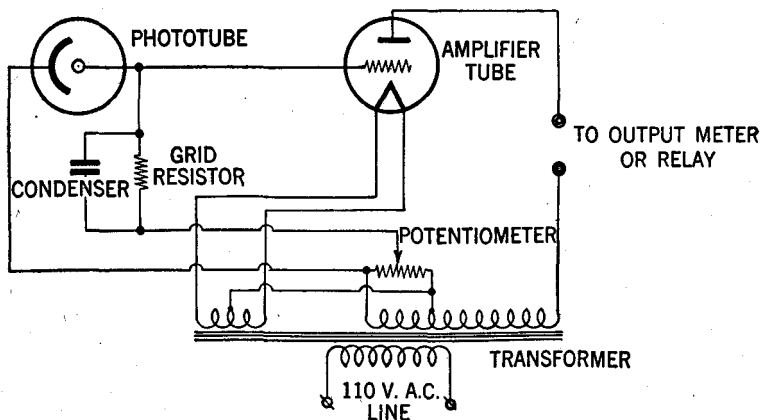 PHOTOTUBE
AMPLIFIER
TUBE
TO OUTPUT METER
OR RELAY
GRID
RESISTOR
CONDENSER
POTENTIOMETER
TRANSFORMER
110 V. A.C.
LINE